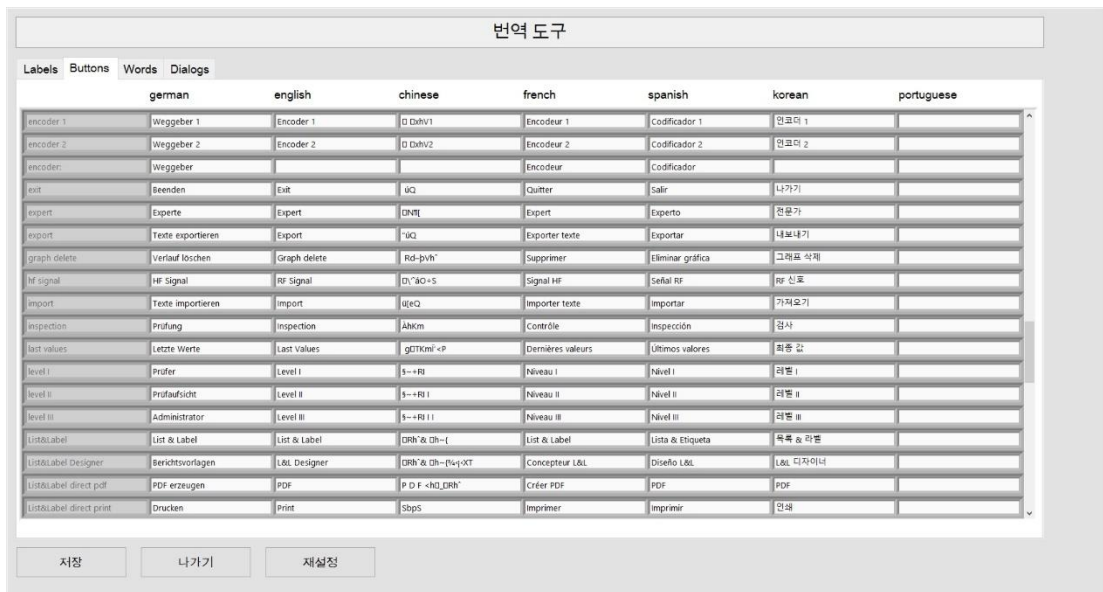 번역 도구
Labels Buttons Words Dialogs
german english chinese french spanish korean portuguese
encoder 1 Weggeber 1 Encoder 1 Encodeur 1 Codificador 1 인코더 1
encoder 2 Weggeber 2 Encoder 2 Encodeur 2 Codificador 2 인코더 2
encoder: Weggeber Encodeur Codificador
exit Beenden Exit úQ Quitter Salir 나가기
expert Experte Expert Expert Experto 전문가
export Texte exportieren Export Exporter texte Exportar 내보내기
graph delete Verlauf löschen Graph delete Supprimer Eliminar gráfica 그래프 삭제
hf signal HF Signal RF Signal Signal HF Señal RF RF 신호
import Texte importieren Import Importer texte Importar 가져오기
inspection Prüfung Inspection ÀhKm Contrôle Inspección 검사
last values Letzte Werte Last Values Dernières valeurs Últimos valores 최종 값
level I Prüfer Level I §~+RI Niveau I Nivel I 레벨 I
level II Prüfaufsicht Level II §~+RI I Niveau II Nivel II 레벨 II
level III Administrator Level III §~+RI I I Niveau III Nivel III 레벨 III
List&Label List & Label List & Label List & Label Lista & Etiqueta 목록 & 라벨
List&Label Designer Berichtsvorlagen L&L Designer Concepteur L&L Diseño L&L L&L 디자이너
List&Label direct pdf PDF erzeugen PDF Créer PDF PDF PDF
List&Label direct print Drucken Print SbpS Imprimer Imprimir 인쇄
저장 나가기 재설정